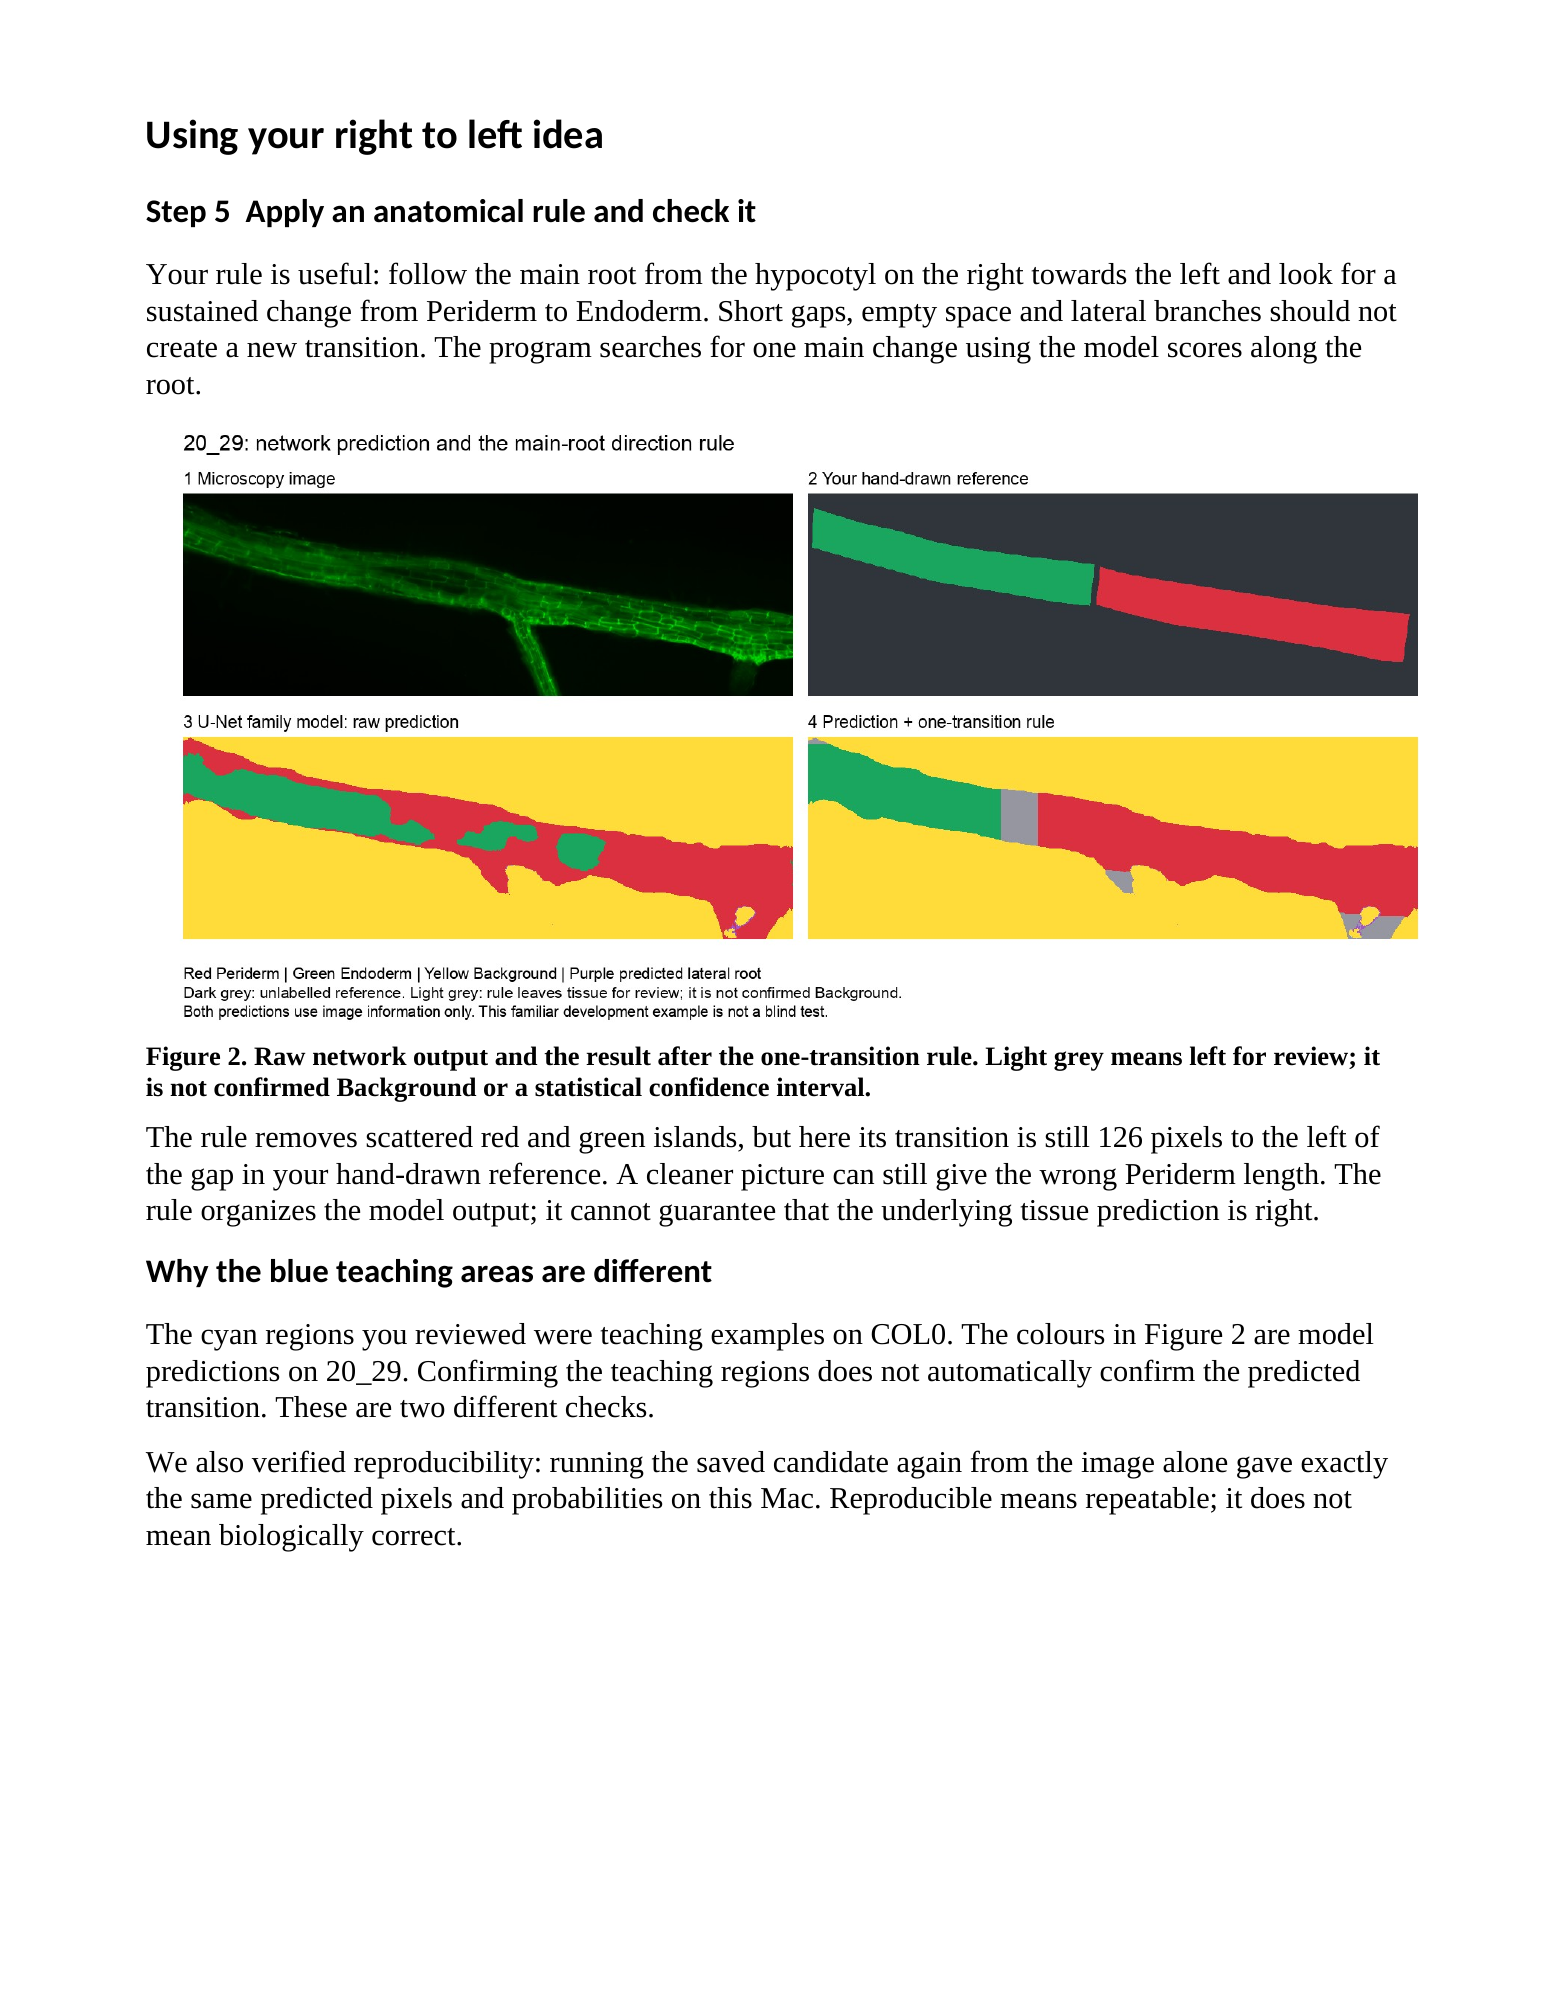 Using your right to left idea
Step 5  Apply an anatomical rule and check it
Your rule is useful: follow the main root from the hypocotyl on the right towards the left and look for a
sustained change from Periderm to Endoderm. Short gaps, empty space and lateral branches should not
create a new transition. The program searches for one main change using the model scores along the
root.
20_29: network prediction and the main-root direction rule
1 Microscopy image
2 Your hand-drawn reference
3 U-Net family model: raw prediction
4 Prediction + one-transition rule
Red Periderm | Green Endoderm | Yellow Background | Purple predicted lateral root
Dark grey: unlabelled reference. Light grey: rule leaves tissue for review; it is not confirmed Background.
Both predictions use image information only. This familiar development example is not a blind test.
Figure 2. Raw network output and the result after the one-transition rule. Light grey means left for review; it
is not confirmed Background or a statistical confidence interval.
The rule removes scattered red and green islands, but here its transition is still 126 pixels to the left of
the gap in your hand-drawn reference. A cleaner picture can still give the wrong Periderm length. The
rule organizes the model output; it cannot guarantee that the underlying tissue prediction is right.
Why the blue teaching areas are different
The cyan regions you reviewed were teaching examples on COL0. The colours in Figure 2 are model
predictions on 20_29. Confirming the teaching regions does not automatically confirm the predicted
transition. These are two different checks.
We also verified reproducibility: running the saved candidate again from the image alone gave exactly
the same predicted pixels and probabilities on this Mac. Reproducible means repeatable; it does not
mean biologically correct.